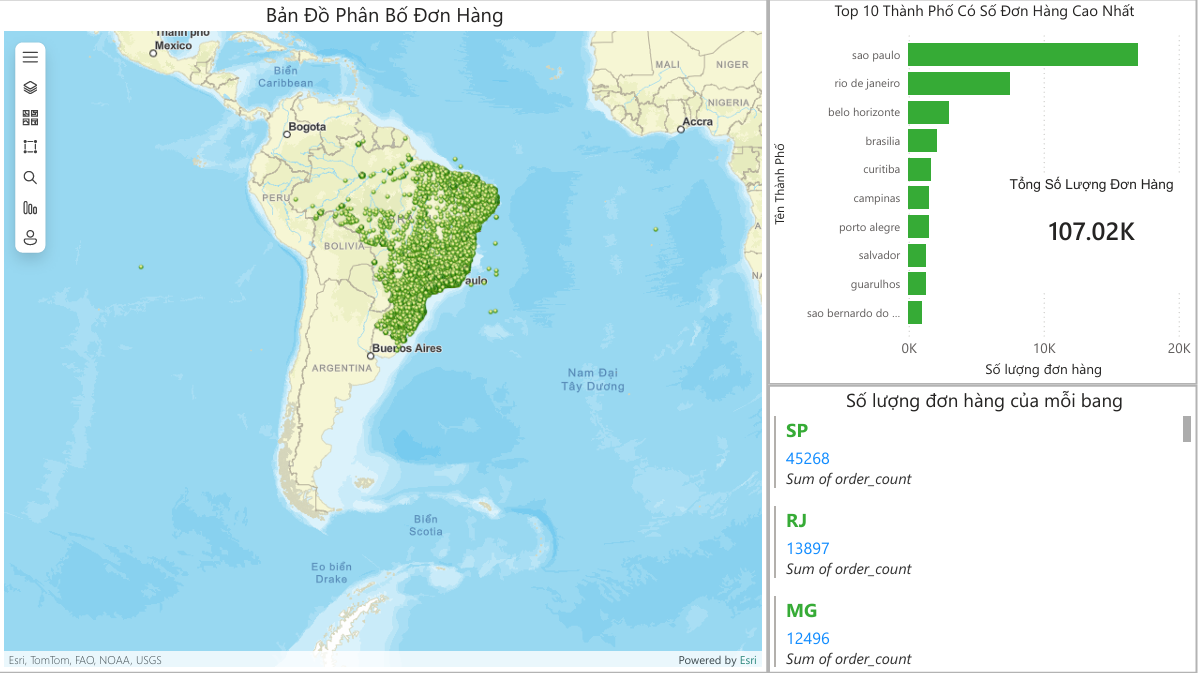 Bản Đồ Phân Bố Đơn Hàng
Thành phố
Mexico
Biển
Caribbean
MALI
NIGER
NIGERIA
Accra
Bogota
PERU
BOLIVIA
aulo
Buenos Aires
ARGENTINA
Nam Đại
Tây Dương
Biển
Scotia
Eo biển
Drake
Esri, TomTom, FAO, NOAA, USGS
Powered by Esri
Top 10 Thành Phố Có Số Đơn Hàng Cao Nhất
Tên Thành Phố
sao paulo
rio de janeiro
belo horizonte
brasilia
curitiba
campinas
porto alegre
salvador
guarulhos
sao bernardo do ...
0K
10K
20K
Số lượng đơn hàng
Tổng Số Lượng Đơn Hàng
107.02K
Số lượng đơn hàng của mỗi bang
SP
45268
Sum of order_count
RJ
13897
Sum of order_count
MG
12496
Sum of order_count